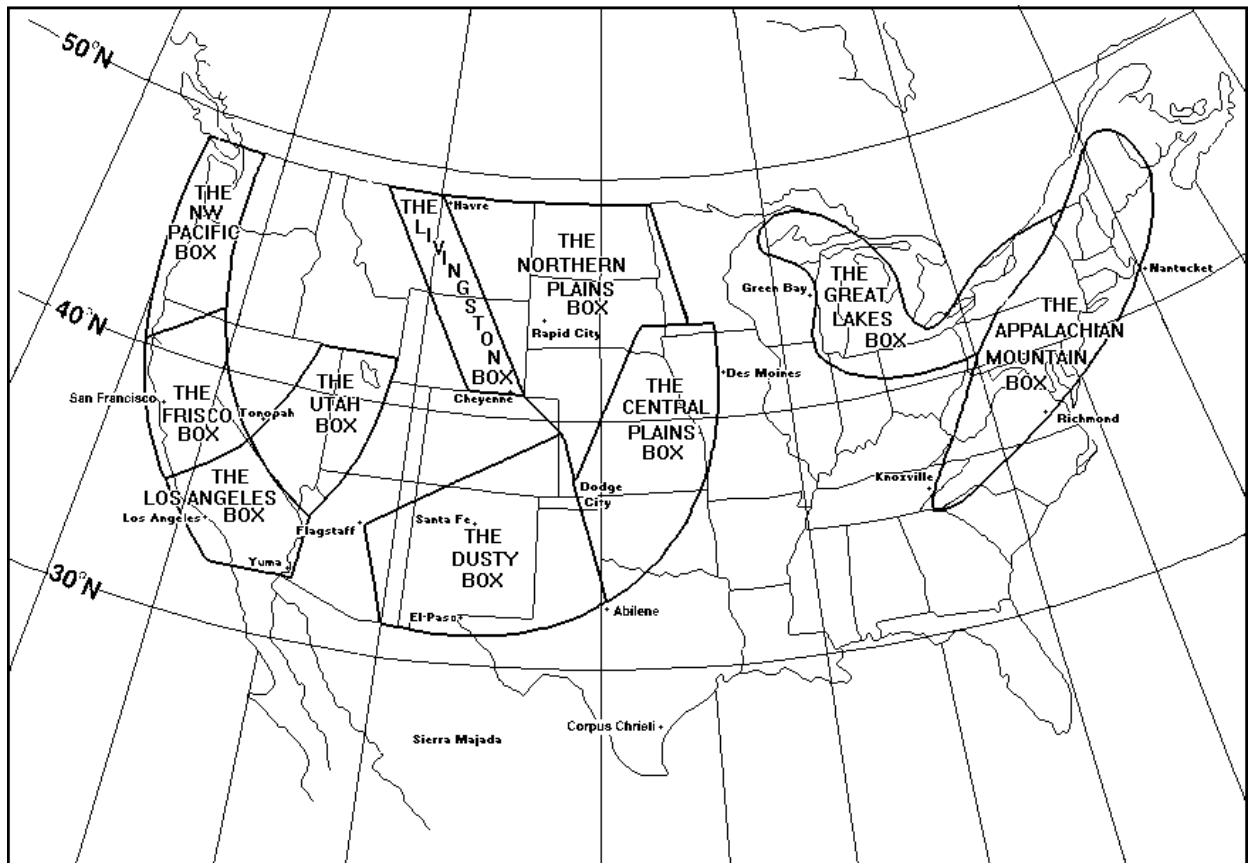 50°N
40°N
30°N
THE
NW
PACIFIC
BOX
THE
LIVINGSTON
BOX
Havre
THE
NORTHERN
PLAINS
BOX
Rapid City
Green Bay
THE
GREAT
LAKES
BOX
Nantucket
THE
APPALACHIAN
MOUNTAIN
BOX
Richmond
San Francisco
THE
FRISCO
BOX
Tonopah
THE
UTAH
BOX
Cheyenne
THE
CENTRAL
PLAINS
BOX
Des Moines
Knoxville
THE
LOS ANGELES
BOX
Los Angeles
Yuma
Flagstaff
Santa Fe
Dodge
City
THE
DUSTY
BOX
El Paso
Abilene
Corpus Christi
Sierra Majada